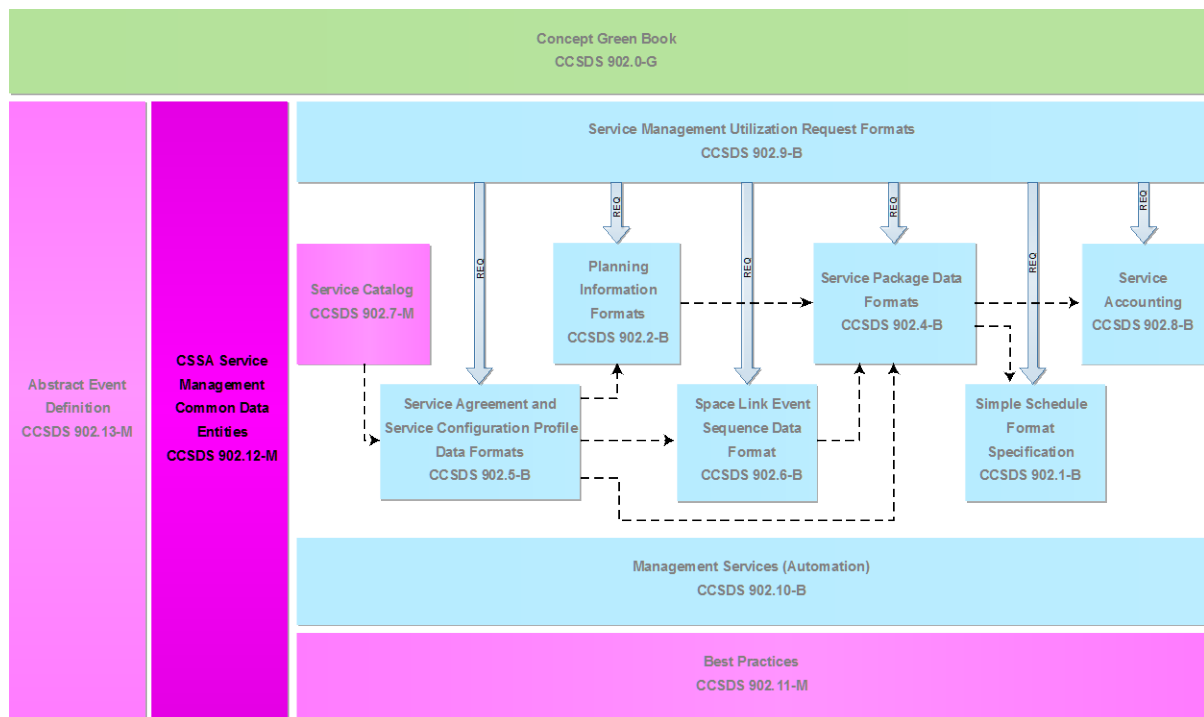 Concept Green Book
CCSDS 902.0-G
Abstract Event
Definition
CCSDS 902.13-M
CSSA Service
Management
Common Data
Entities
CCSDS 902.12-M
Service Management Utilization Request Formats
CCSDS 902.9-B
REQ
REQ
REQ
REQ
REQ
REQ
Service Catalog
CCSDS 902.7-M
Planning
Information
Formats
CCSDS 902.2-B
Service Package Data
Formats
CCSDS 902.4-B
Service
Accounting
CCSDS 902.8-B
Service Agreement and
Service Configuration Profile
Data Formats
CCSDS 902.5-B
Space Link Event
Sequence Data
Format
CCSDS 902.6-B
Simple Schedule
Format
Specification
CCSDS 902.1-B
Management Services (Automation)
CCSDS 902.10-B
Best Practices
CCSDS 902.11-M